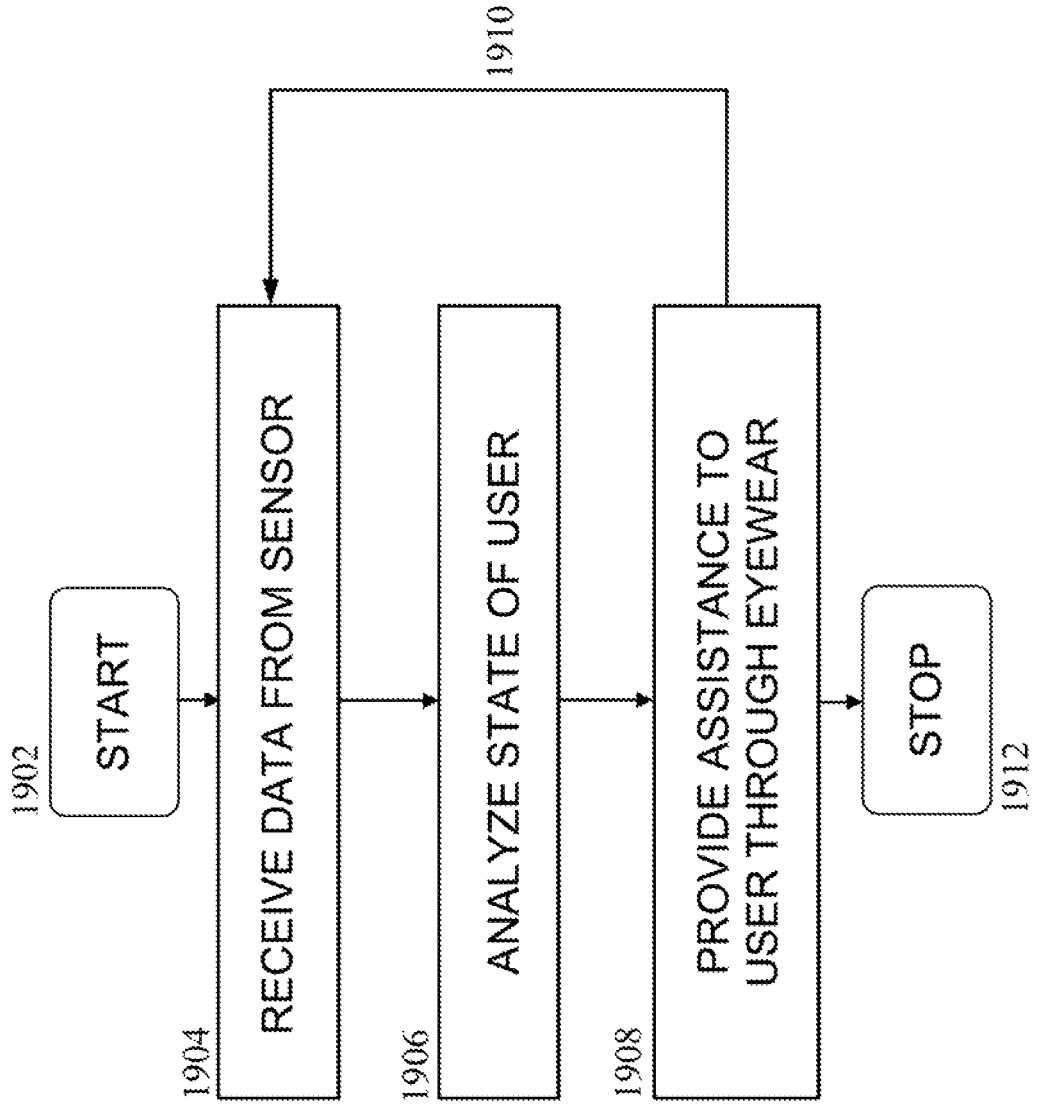 1902
START
1904
RECEIVE DATA FROM SENSOR
1906
ANALYZE STATE OF USER
1908
PROVIDE ASSISTANCE TO
USER THROUGH EYEWEAR
1910
STOP
1912